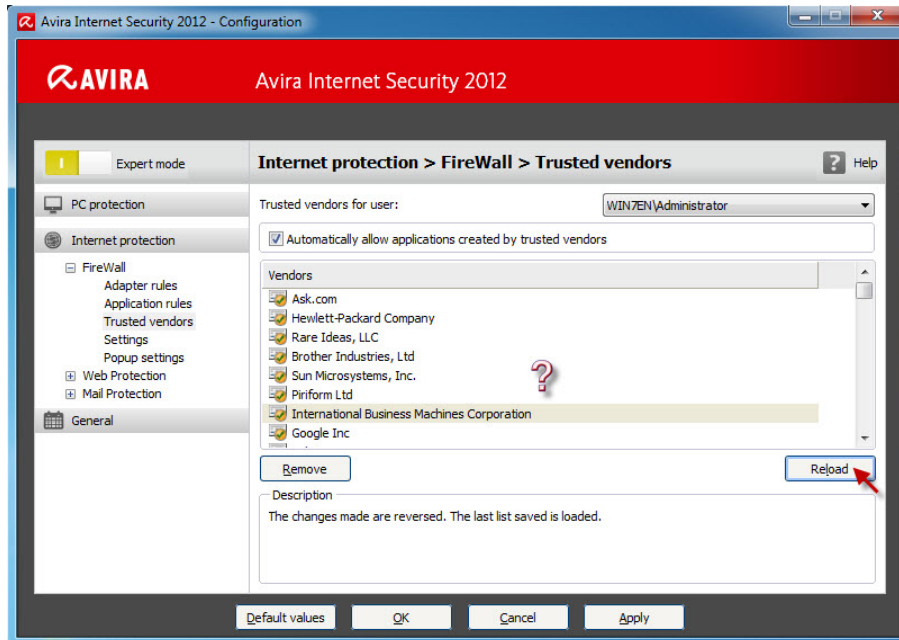 Avira Internet Security 2012 - Configuration
AVIRA
Avira Internet Security 2012
Expert mode
Internet protection > FireWall > Trusted vendors
? Help
PC protection
Internet protection
FireWall
Adapter rules
Application rules
Trusted vendors
Settings
Popup settings
Web Protection
Mail Protection
General
Trusted vendors for user:
WIN7EN\Administrator
Automatically allow applications created by trusted vendors
Vendors
Ask.com
Hewlett-Packard Company
Rare Ideas, LLC
Brother Industries, Ltd
Sun Microsystems, Inc.
Piriform Ltd
International Business Machines Corporation
Google Inc
?
Remove
Reload
Description
The changes made are reversed. The last list saved is loaded.
Default values
OK
Cancel
Apply